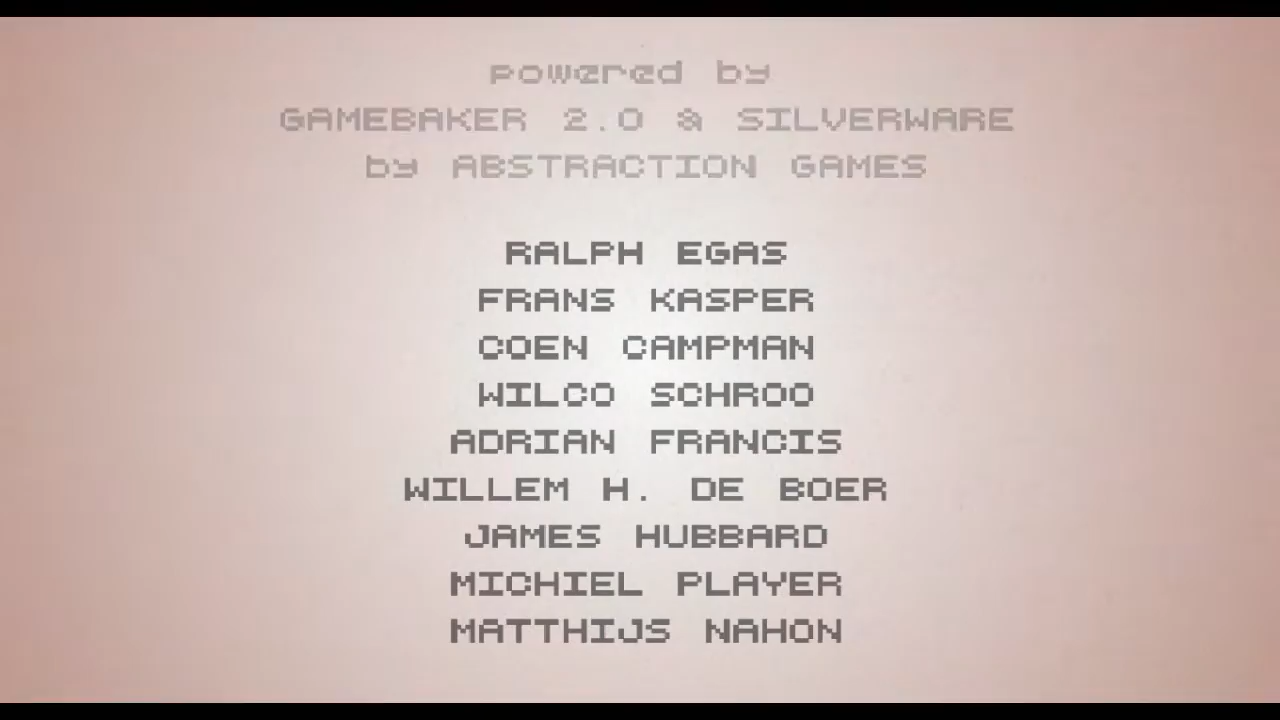 powered by
GAMEBAKER 2.0 & SILVERWARE
by ABSTRACTION GAMES
RALPH EGAS
FRANS KASPER
COEN CAMPMAN
WILCO SCHROO
ADRIAN FRANCIS
WILLEM H. DE BOER
JAMES HUBBARD
MICHIEL PLAYER
MATTHIJS NAHON